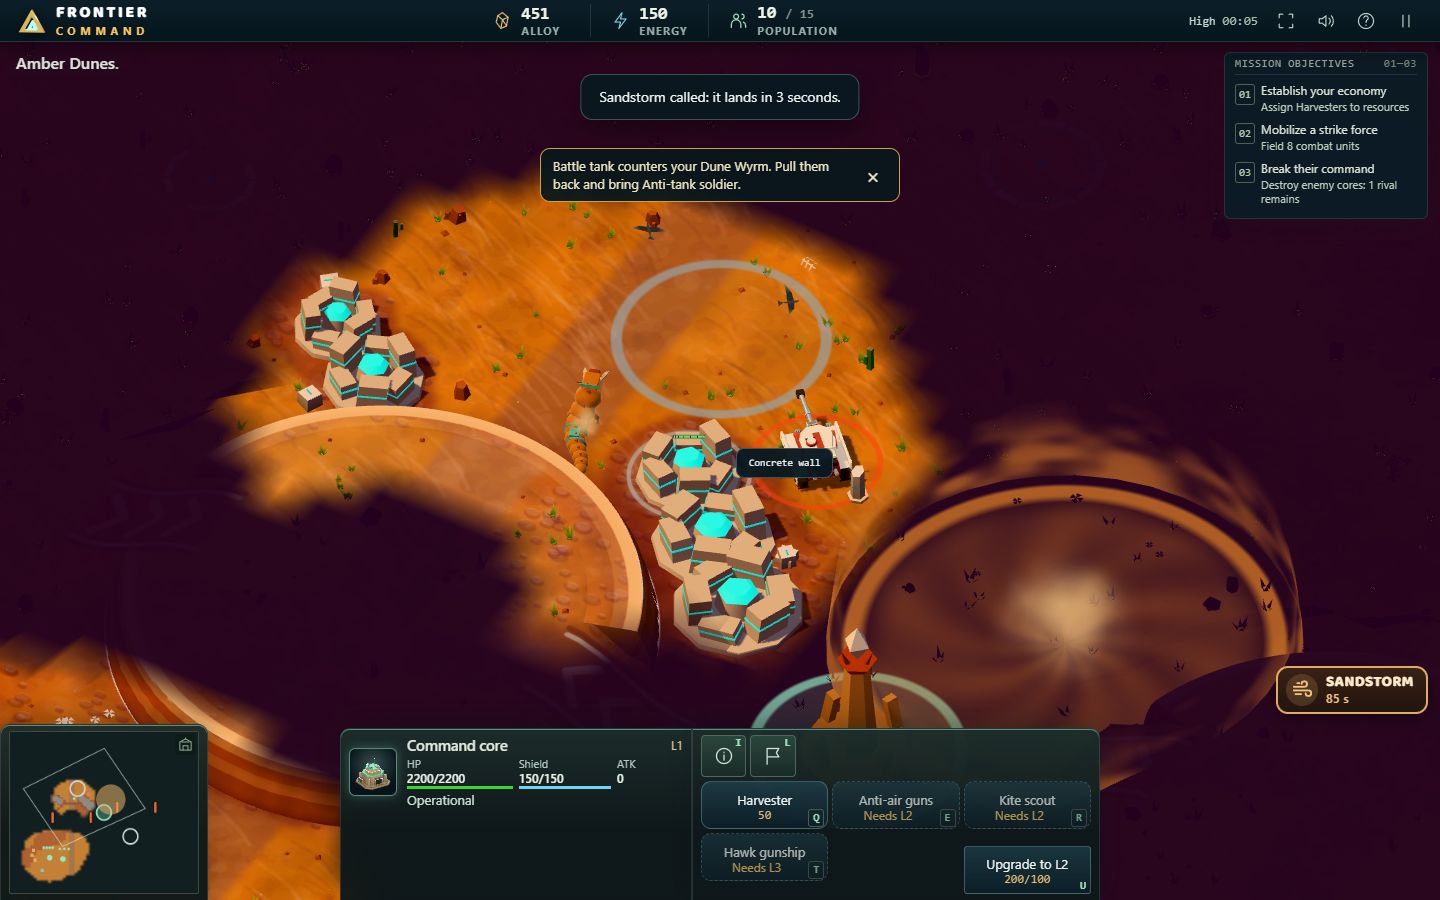 FRONTIER
COMMAND
451
ALLOY
150
ENERGY
10 / 15
POPULATION
High 00:05
Amber Dunes.
Sandstorm called: it lands in 3 seconds.
Battle tank counters your Dune Wyrm. Pull them
back and bring Anti-tank soldier.
MISSION OBJECTIVES 01—03
01 Establish your economy
Assign Harvesters to resources
02 Mobilize a strike force
Field 8 combat units
03 Break their command
Destroy enemy cores: 1 rival
remains
Concrete wall
SANDSTORM
85 s
Command core L1
HP Shield ATK
2200/2200 150/150 0
Operational
I L
Harvester
50 Q
Anti-air guns
Needs L2 E
Kite scout
Needs L2 R
Hawk gunship
Needs L3 T
Upgrade to L2
200/100 U